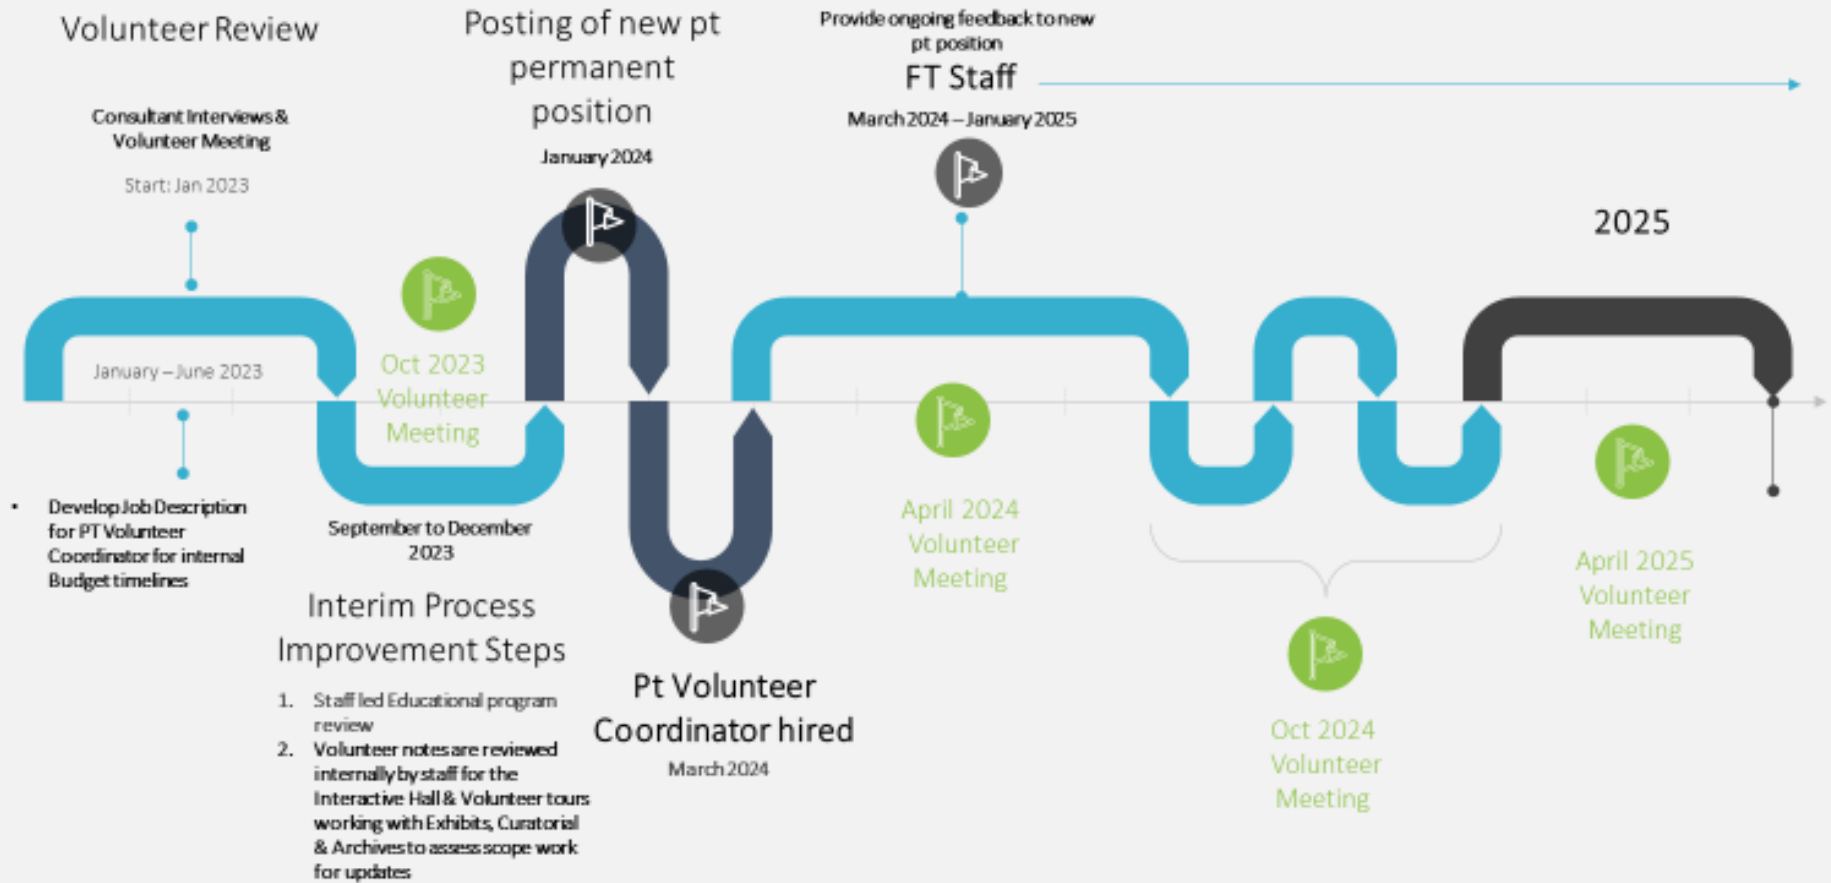 Volunteer Review
Consultant Interviews &
Volunteer Meeting
Start: Jan 2023
January – June 2023
• Develop Job Description
for PT Volunteer
Coordinator for internal
Budget timelines
Oct 2023
Volunteer
Meeting
September to December
2023
Interim Process
Improvement Steps
1. Staff led Educational program
review
2. Volunteer notes are reviewed
internally by staff for the
Interactive Hall & Volunteer tours
working with Exhibits, Curatorial
& Archives to assess scope work
for updates
Posting of new pt
permanent
position
January 2024
Pt Volunteer
Coordinator hired
March 2024
Provide ongoing feedback to new
pt position
FT Staff
March 2024 – January 2025
April 2024
Volunteer
Meeting
Oct 2024
Volunteer
Meeting
2025
April 2025
Volunteer
Meeting